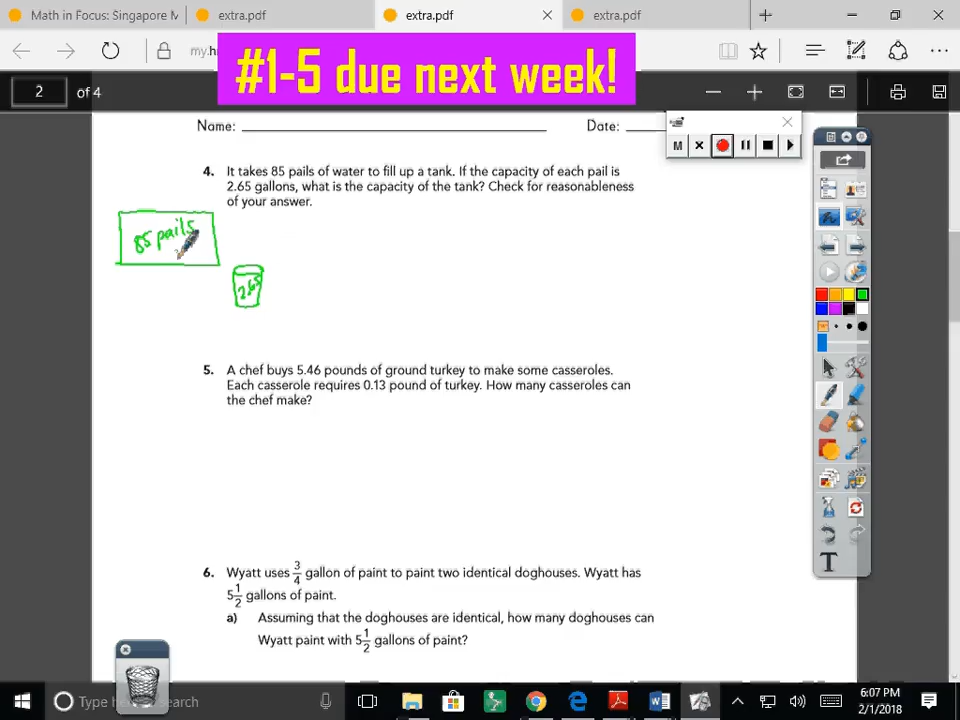 Math in Focus: Singapore M
extra.pdf
extra.pdf
extra.pdf
my.h
#1-5 due next week!
2 of 4
Name:
Date:
M
4. It takes 85 pails of water to fill up a tank. If the capacity of each pail is
2.65 gallons, what is the capacity of the tank? Check for reasonableness
of your answer.
85 pails
2.65
5. A chef buys 5.46 pounds of ground turkey to make some casseroles.
Each casserole requires 0.13 pound of turkey. How many casseroles can
the chef make?
6. Wyatt uses 3/4 gallon of paint to paint two identical doghouses. Wyatt has
5 1/2 gallons of paint.
a) Assuming that the doghouses are identical, how many doghouses can
Wyatt paint with 5 1/2 gallons of paint?
T
Type here to search
6:07 PM
2/1/2018